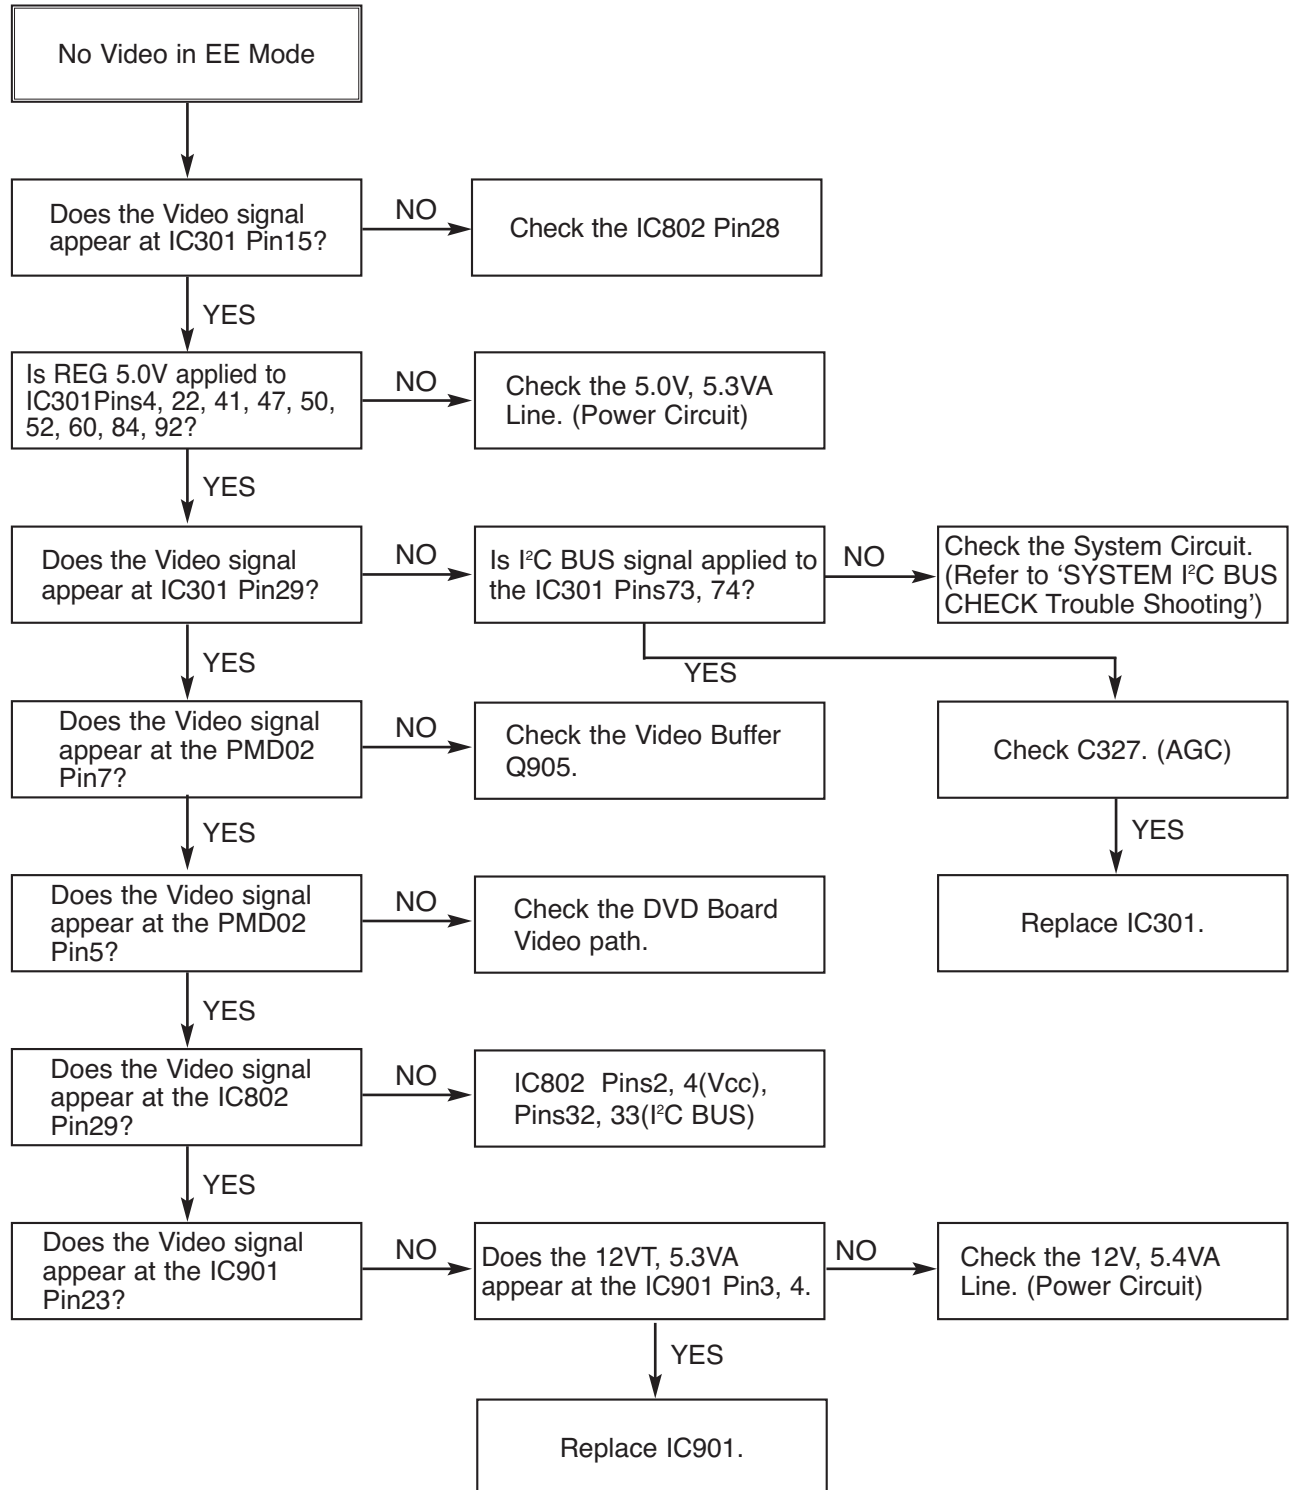 No Video in EE Mode
Does the Video signal
appear at IC301 Pin15?
NO
Check the IC802 Pin28
YES
Is REG 5.0V applied to
IC301Pins4, 22, 41, 47, 50,
52, 60, 84, 92?
NO
Check the 5.0V, 5.3VA
Line. (Power Circuit)
YES
Does the Video signal
appear at IC301 Pin29?
NO
Is I²C BUS signal applied to
the IC301 Pins73, 74?
NO
Check the System Circuit.
(Refer to ‘SYSTEM I²C BUS
CHECK Trouble Shooting’)
YES
YES
Does the Video signal
appear at the PMD02
Pin7?
NO
Check the Video Buffer
Q905.
Check C327. (AGC)
YES
YES
Does the Video signal
appear at the PMD02
Pin5?
NO
Check the DVD Board
Video path.
Replace IC301.
YES
Does the Video signal
appear at the IC802
Pin29?
NO
IC802  Pins2, 4(Vcc),
Pins32, 33(I²C BUS)
YES
Does the Video signal
appear at the IC901
Pin23?
NO
Does the 12VT, 5.3VA
appear at the IC901 Pin3, 4.
NO
Check the 12V, 5.4VA
Line. (Power Circuit)
YES
Replace IC901.